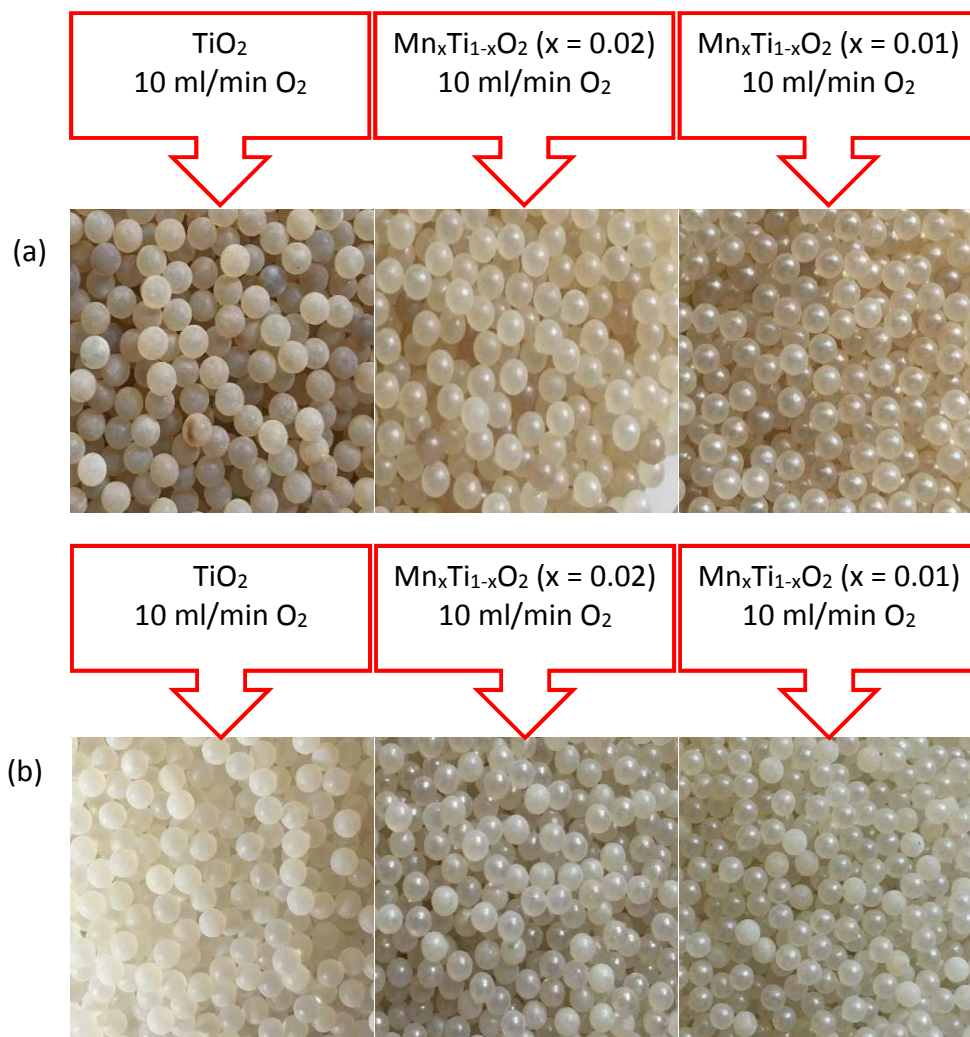 TiO₂
10 ml/min O₂
MnₓTi₁₋ₓO₂ (x = 0.02)
10 ml/min O₂
MnₓTi₁₋ₓO₂ (x = 0.01)
10 ml/min O₂
(a)
TiO₂
10 ml/min O₂
MnₓTi₁₋ₓO₂ (x = 0.02)
10 ml/min O₂
MnₓTi₁₋ₓO₂ (x = 0.01)
10 ml/min O₂
(b)